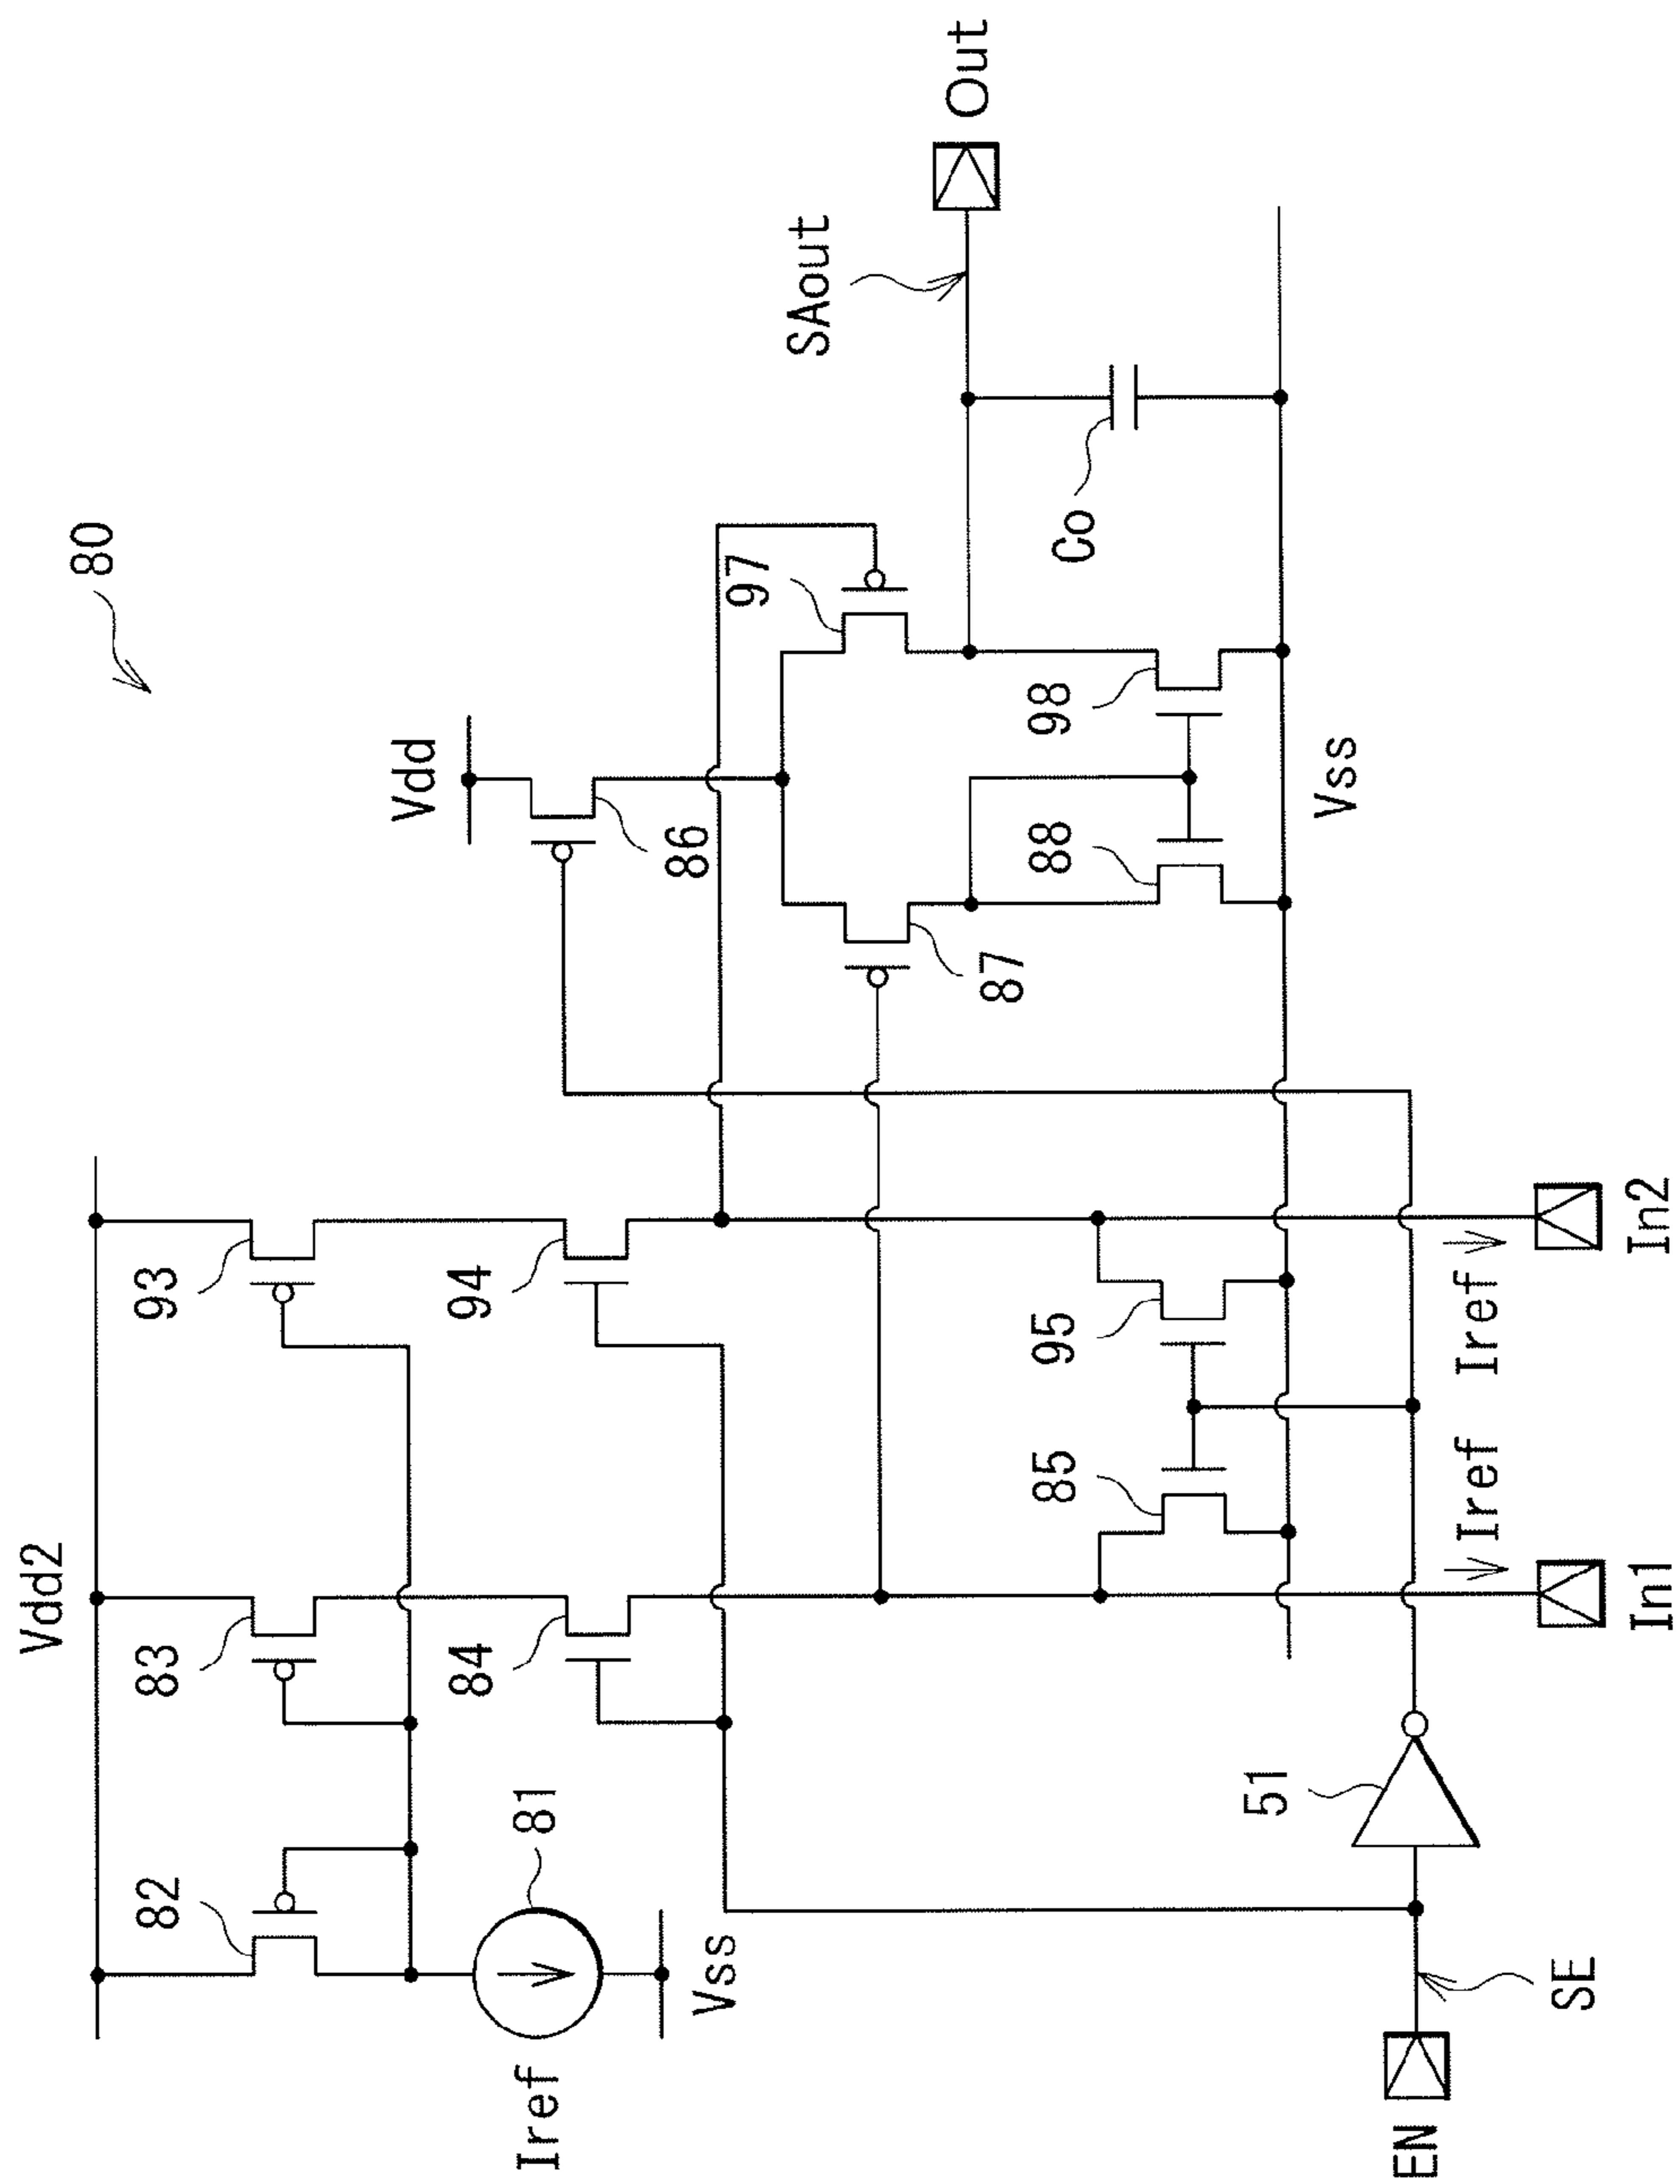 80
Vdd2
82
83
93
Vdd
84
94
86
81
Iref
Vss
97
SAout
Out
87
88
98
Co
85
95
Vss
51
Iref
Iref
EN
SE
In1
In2